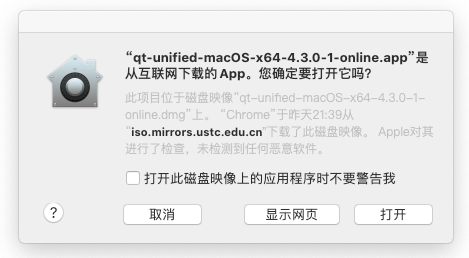 “qt-unified-macOS-x64-4.3.0-1-online.app”是
从互联网下载的App。您确定要打开它吗?
此项目位于磁盘映像“qt-unified-macOS-x64-4.3.0-1-
online.dmg”上。 “Chrome”于昨天21:39从
“iso.mirrors.ustc.edu.cn”下载了此磁盘映像。 Apple对其
进行了检查，未检测到任何恶意软件。
打开此磁盘映像上的应用程序时不要警告我
?
取消
显示网页
打开